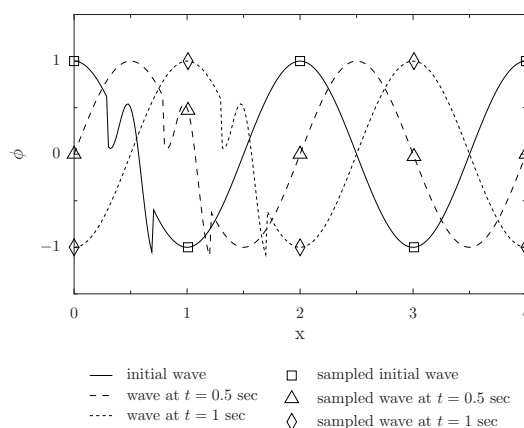 1
0
−1
ϕ
0 1 2 3 4
x
initial wave
wave at t = 0.5 sec
wave at t = 1 sec
sampled initial wave
sampled wave at t = 0.5 sec
sampled wave at t = 1 sec